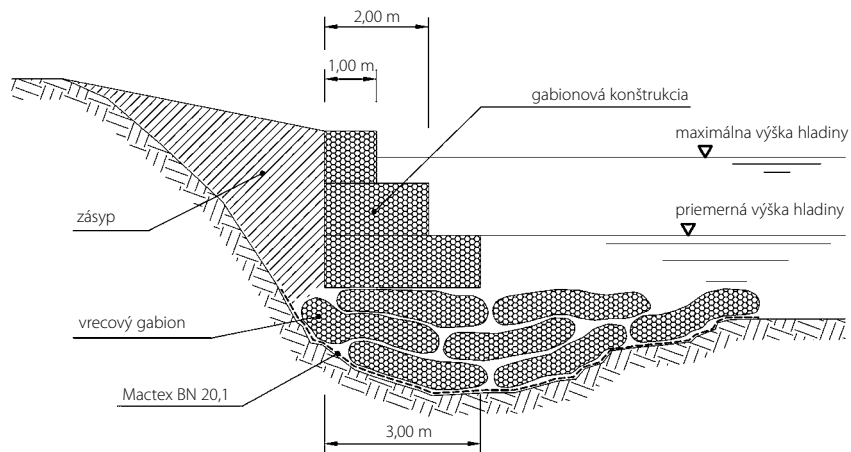 2,00 m
1,00 m
gabionová konštrukcia
maximálna výška hladiny
zásyp
priemerná výška hladiny
vrecový gabion
Mactex BN 20,1
3,00 m